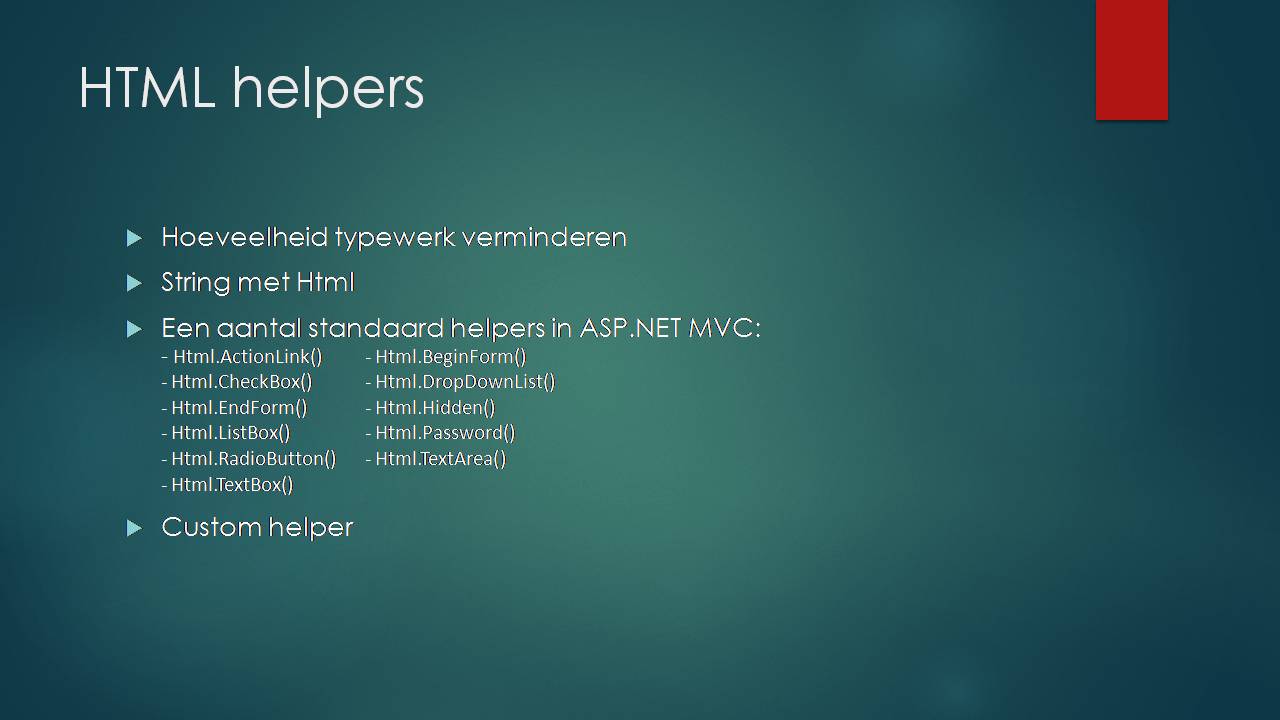 HTML helpers
Hoeveelheid typewerk verminderen
String met Html
Een aantal standaard helpers in ASP.NET MVC:
- Html.ActionLink() - Html.BeginForm()
- Html.CheckBox() - Html.DropDownList()
- Html.EndForm() - Html.Hidden()
- Html.ListBox() - Html.Password()
- Html.RadioButton() - Html.TextArea()
- Html.TextBox()
Custom helper